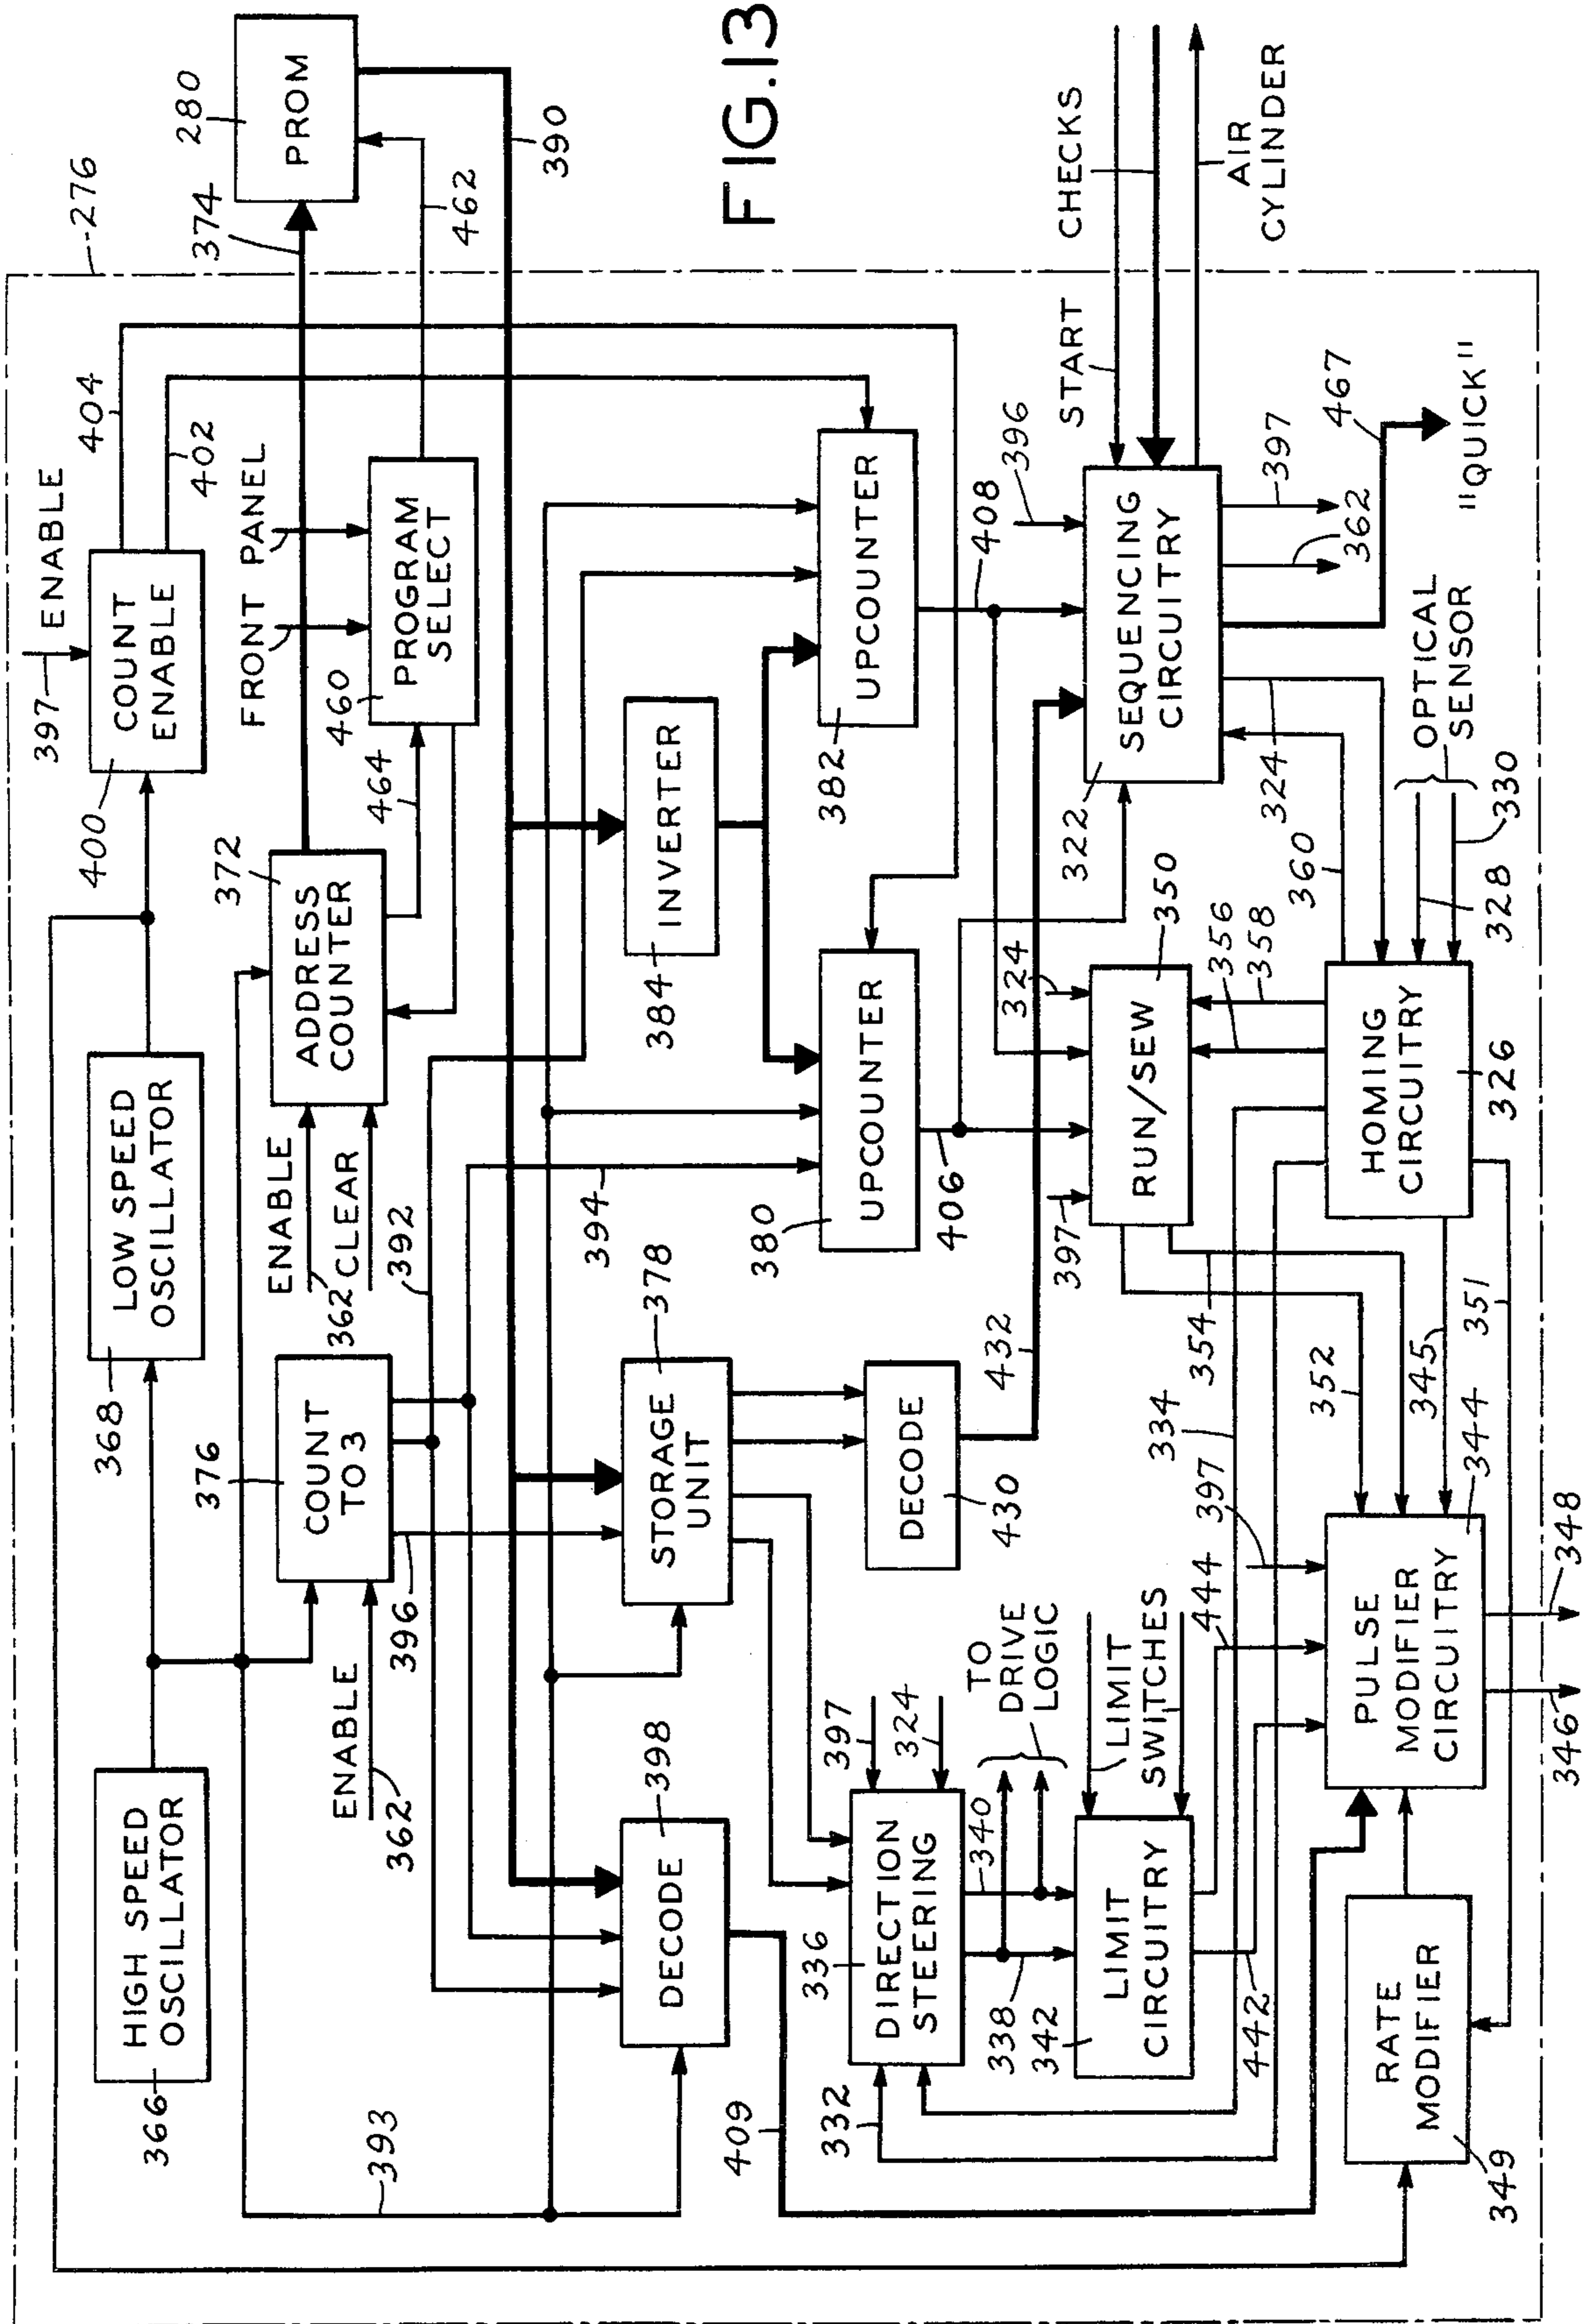 FIG.13
276
366
HIGH SPEED
OSCILLATOR
368
LOW SPEED
OSCILLATOR
400
COUNT
ENABLE
397
ENABLE
404
402
376
COUNT
TO 3
ENABLE
362
396
372
ADDRESS
COUNTER
ENABLE
362
CLEAR
392
374
280
PROM
FRONT PANEL
460
PROGRAM
SELECT
464
462
390
393
398
DECODE
378
STORAGE
UNIT
384
INVERTER
394
380
UPCOUNTER
382
UPCOUNTER
406
408
409
430
DECODE
432
332
336
DIRECTION
STEERING
397
324
338
340
TO
DRIVE
LOGIC
342
LIMIT
CIRCUITRY
LIMIT
SWITCHES
442
444
334
397
324
397
350
RUN/SEW
352
354
356
358
360
322
SEQUENCING
CIRCUITRY
396
START
CHECKS
AIR
CYLINDER
324
362
397
467
"QUICK"
349
RATE
MODIFIER
344
PULSE
MODIFIER
CIRCUITRY
345
351
346
348
326
HOMING
CIRCUITRY
328
330
OPTICAL
SENSOR